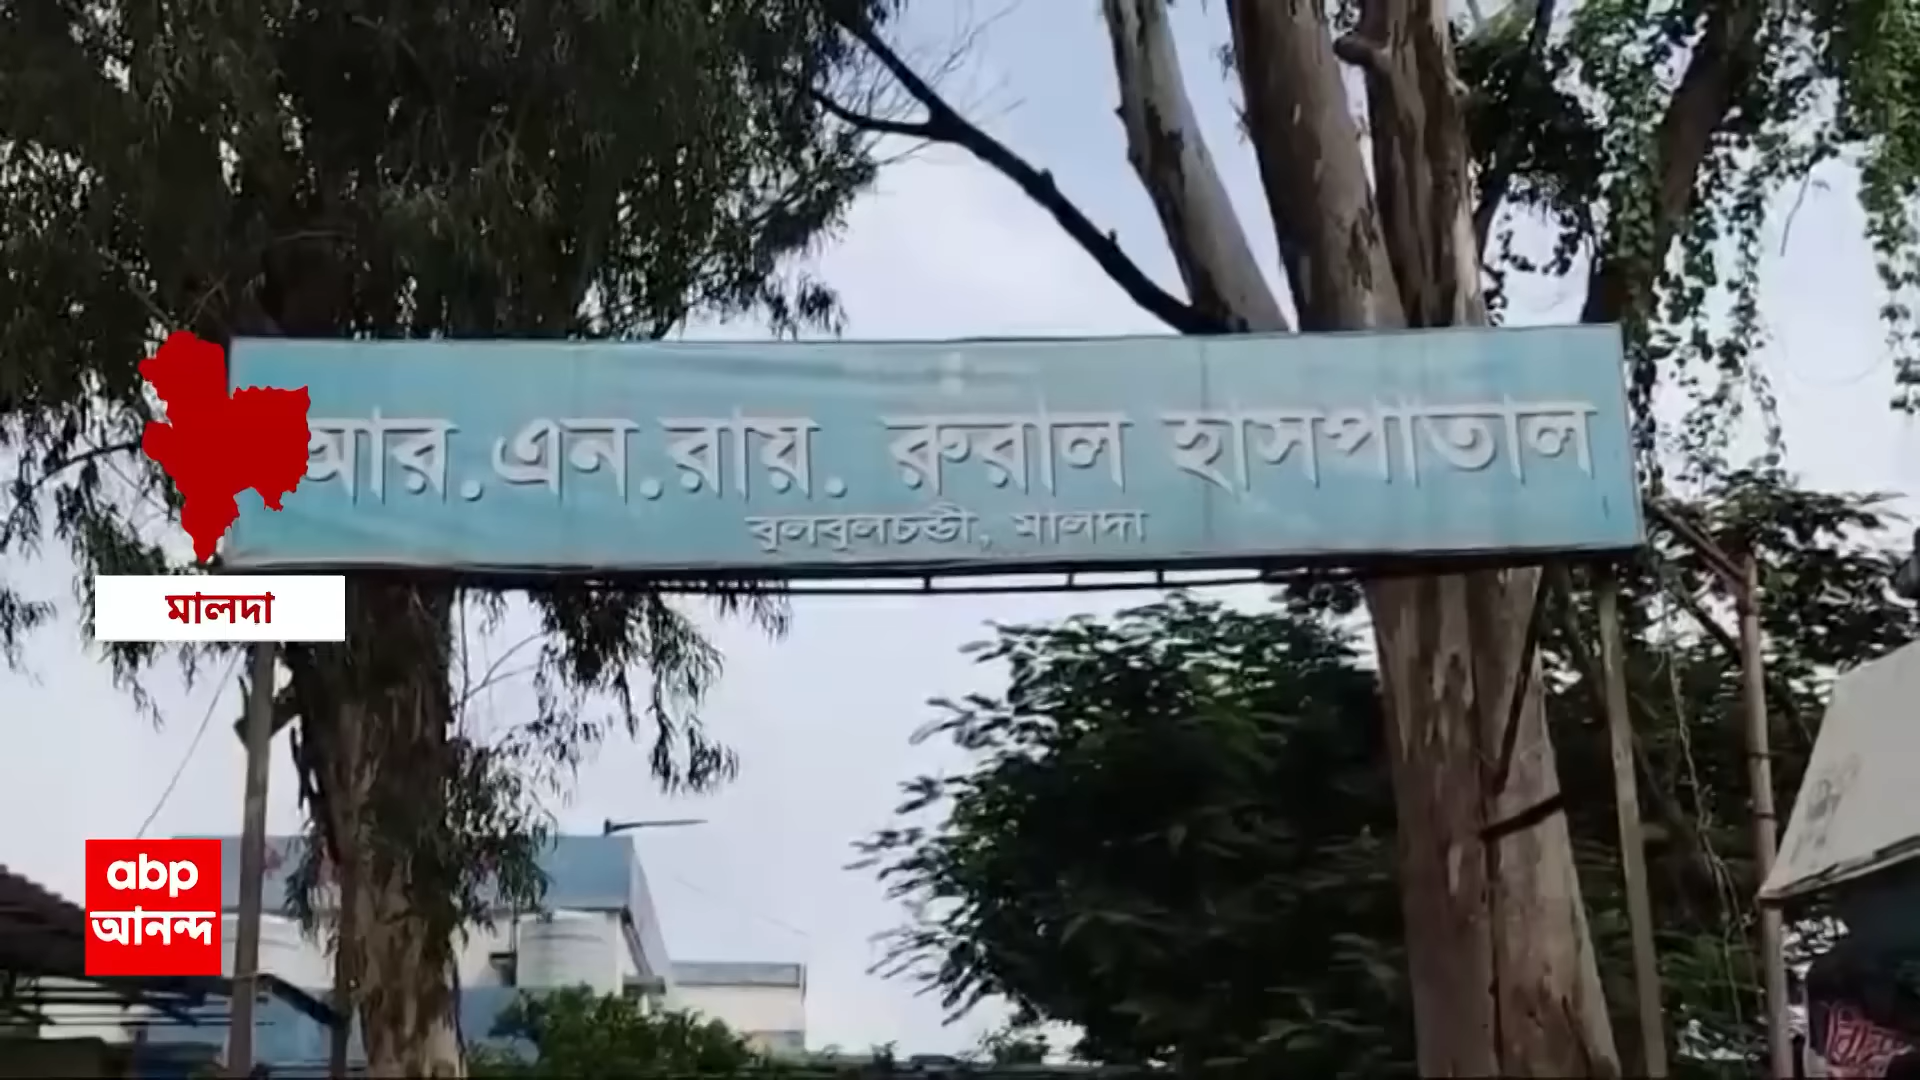 আর.এন.রায়. রুরাল হাসপাতাল
বুলবুলচন্ডী, মালদা
মালদা
abp
আনন্দ